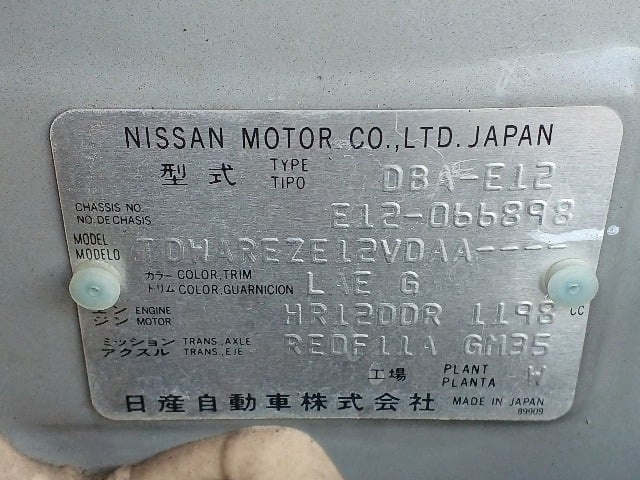 NISSAN MOTOR CO.,LTD. JAPAN
型式 TYPE TIPO DBA-E12
CHASSIS NO. NO. DE CHASIS E12-066898
MODEL MODELO TDWAREZE12VDAA----
カラー COLOR,TRIM
トリム COLOR,GUARNICION L AE G
エンジン ENGINE MOTOR HR12DDR 1198 CC
ミッション TRANS.,AXLE
アクスル TRANS.,EJE RE0F11A GM35
工場 PLANT PLANTA -W
日産自動車株式会社 MADE IN JAPAN
89909